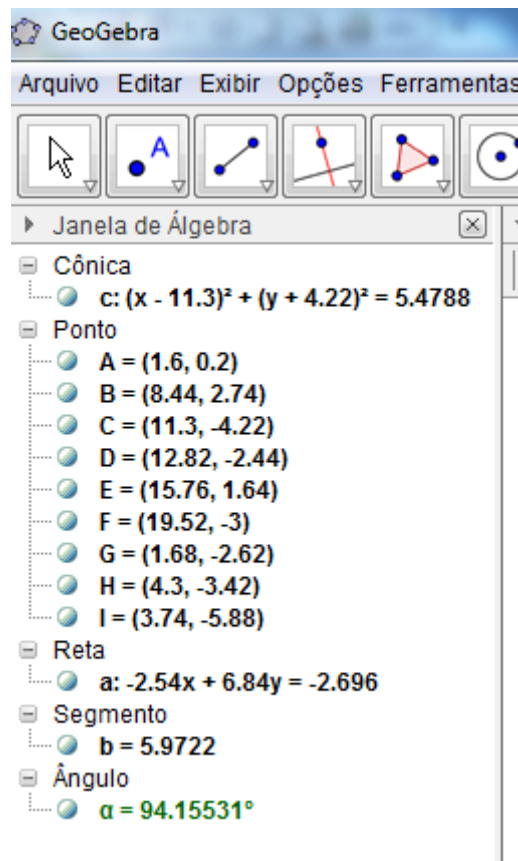 GeoGebra
Arquivo Editar Exibir Opções Ferramentas
A
Janela de Álgebra
Cônica
c: (x - 11.3)² + (y + 4.22)² = 5.4788
Ponto
A = (1.6, 0.2)
B = (8.44, 2.74)
C = (11.3, -4.22)
D = (12.82, -2.44)
E = (15.76, 1.64)
F = (19.52, -3)
G = (1.68, -2.62)
H = (4.3, -3.42)
I = (3.74, -5.88)
Reta
a: -2.54x + 6.84y = -2.696
Segmento
b = 5.9722
Ângulo
α = 94.15531°